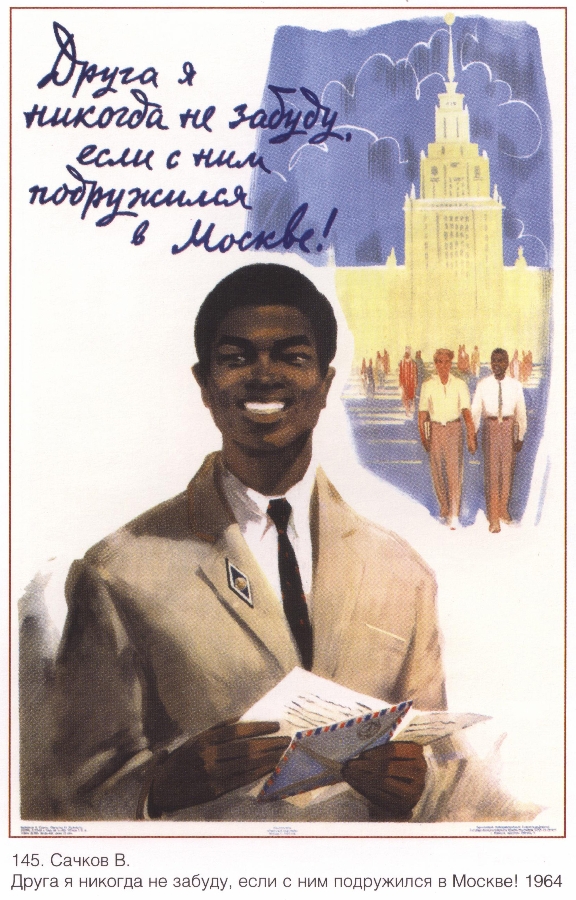 Друга я
никогда не забуду,
если с ним
подружился
в Москве!
145. Сачков В.
Друга я никогда не забуду, если с ним подружился в Москве! 1964